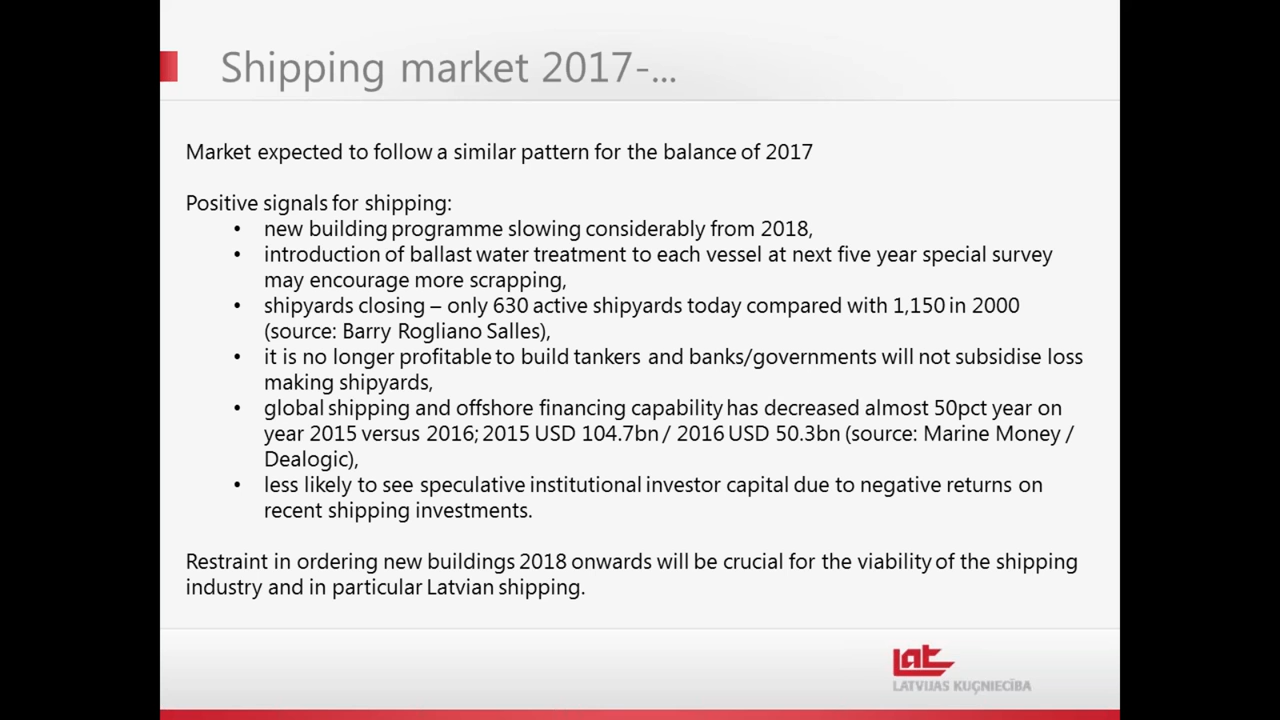 Shipping market 2017-...
Market expected to follow a similar pattern for the balance of 2017
Positive signals for shipping:
• new building programme slowing considerably from 2018,
• introduction of ballast water treatment to each vessel at next five year special survey
may encourage more scrapping,
• shipyards closing – only 630 active shipyards today compared with 1,150 in 2000
(source: Barry Rogliano Salles),
• it is no longer profitable to build tankers and banks/governments will not subsidise loss
making shipyards,
• global shipping and offshore financing capability has decreased almost 50pct year on
year 2015 versus 2016; 2015 USD 104.7bn / 2016 USD 50.3bn (source: Marine Money /
Dealogic),
• less likely to see speculative institutional investor capital due to negative returns on
recent shipping investments.
Restraint in ordering new buildings 2018 onwards will be crucial for the viability of the shipping
industry and in particular Latvian shipping.
Lat
LATVIJAS KUĢNIECĪBA